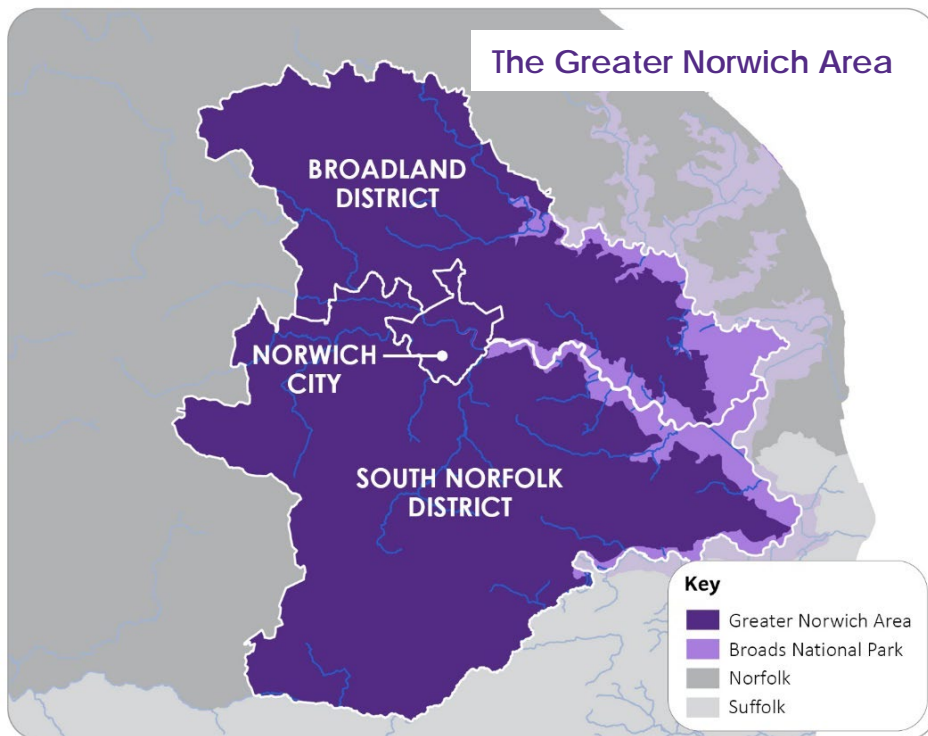 The Greater Norwich Area
BROADLAND
DISTRICT
NORWICH
CITY
SOUTH NORFOLK
DISTRICT
Key
Greater Norwich Area
Broads National Park
Norfolk
Suffolk